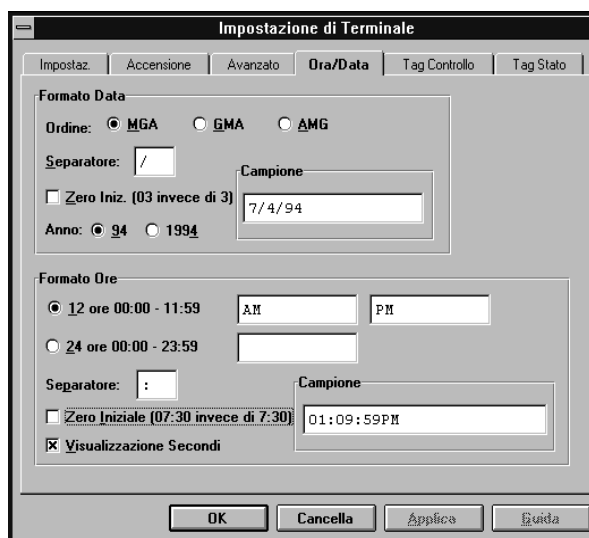 Impostazione di Terminale
Impostaz. Accensione Avanzato Ora/Data Tag Controllo Tag Stato
Formato Data
Ordine: MGA GMA AMG
Separatore: /
Campione
Zero Iniz. (03 invece di 3)
7/4/94
Anno: 94 1994
Formato Ore
12 ore 00:00 - 11:59 AM PM
24 ore 00:00 - 23:59
Separatore: :
Campione
Zero Iniziale (07:30 invece di 7:30)
01:09:59PM
Visualizzazione Secondi
OK Cancella Applica Guida